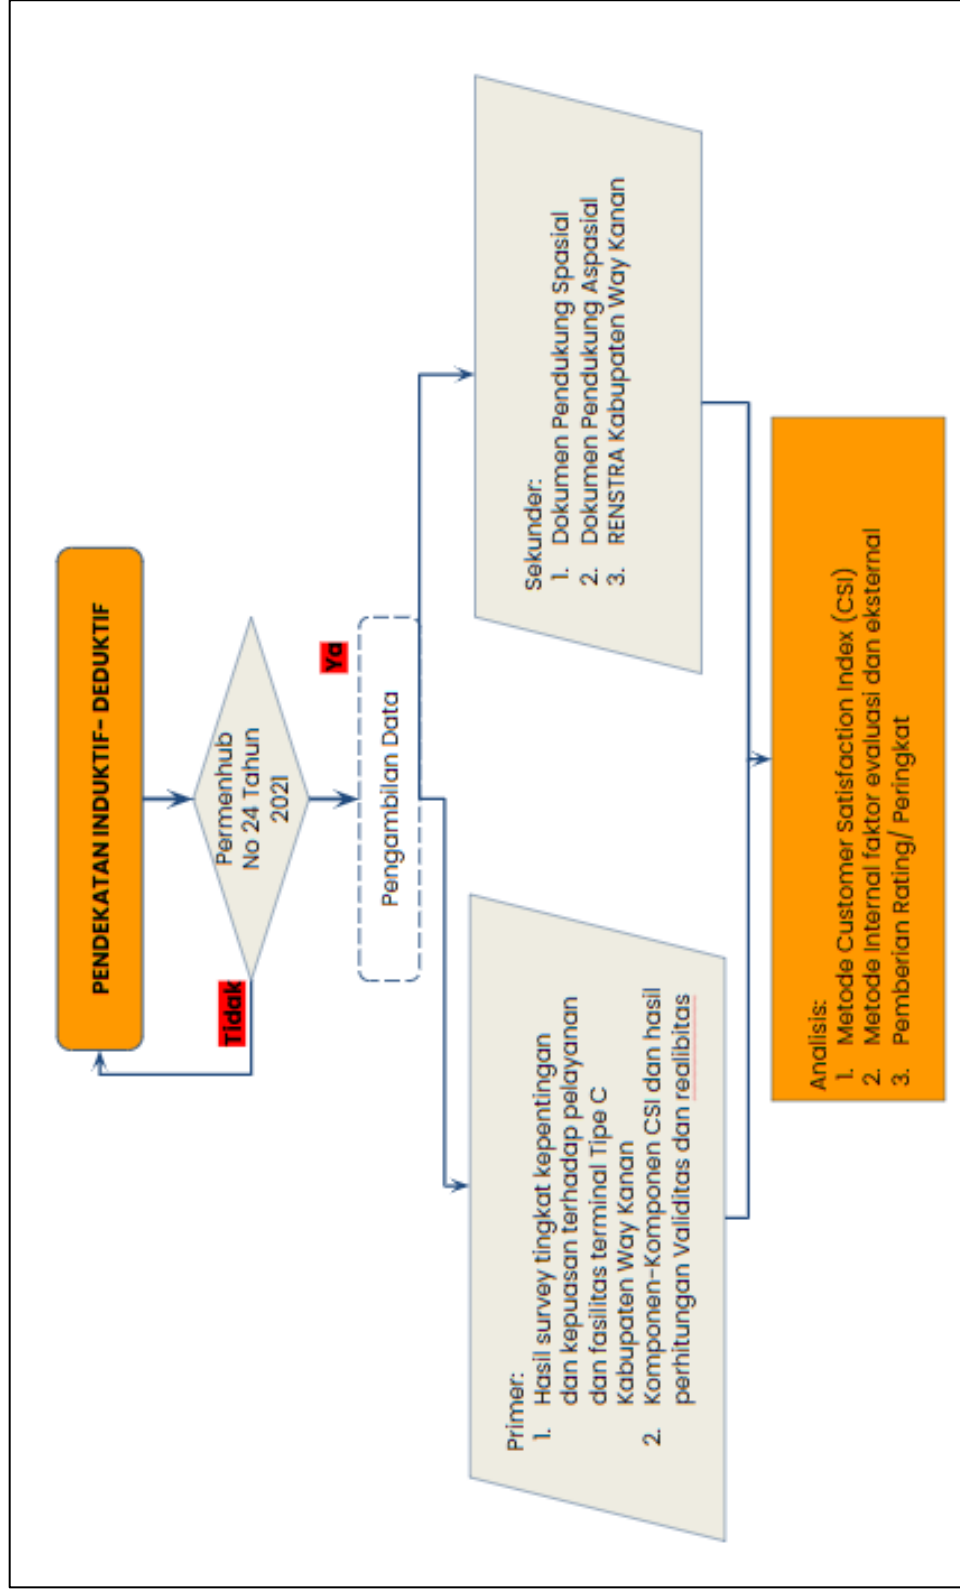 PENDEKATAN INDUKTIF- DEDUKTIF
Permenhub
No 24 Tahun
2021
Tidak
Ya
Pengambilan Data
Primer:
1. Hasil survey tingkat kepentingan
dan kepuasan terhadap pelayanan
dan fasilitas terminal Tipe C
Kabupaten Way Kanan
2. Komponen-Komponen CSI dan hasil
perhitungan Validitas dan realibitas
Sekunder:
1. Dokumen Pendukung Spasial
2. Dokumen Pendukung Aspasial
3. RENSTRA Kabupaten Way Kanan
Analisis:
1. Metode Customer Satisfaction Index (CSI)
2. Metode Internal faktor evaluasi dan eksternal
3. Pemberian Rating/ Peringkat